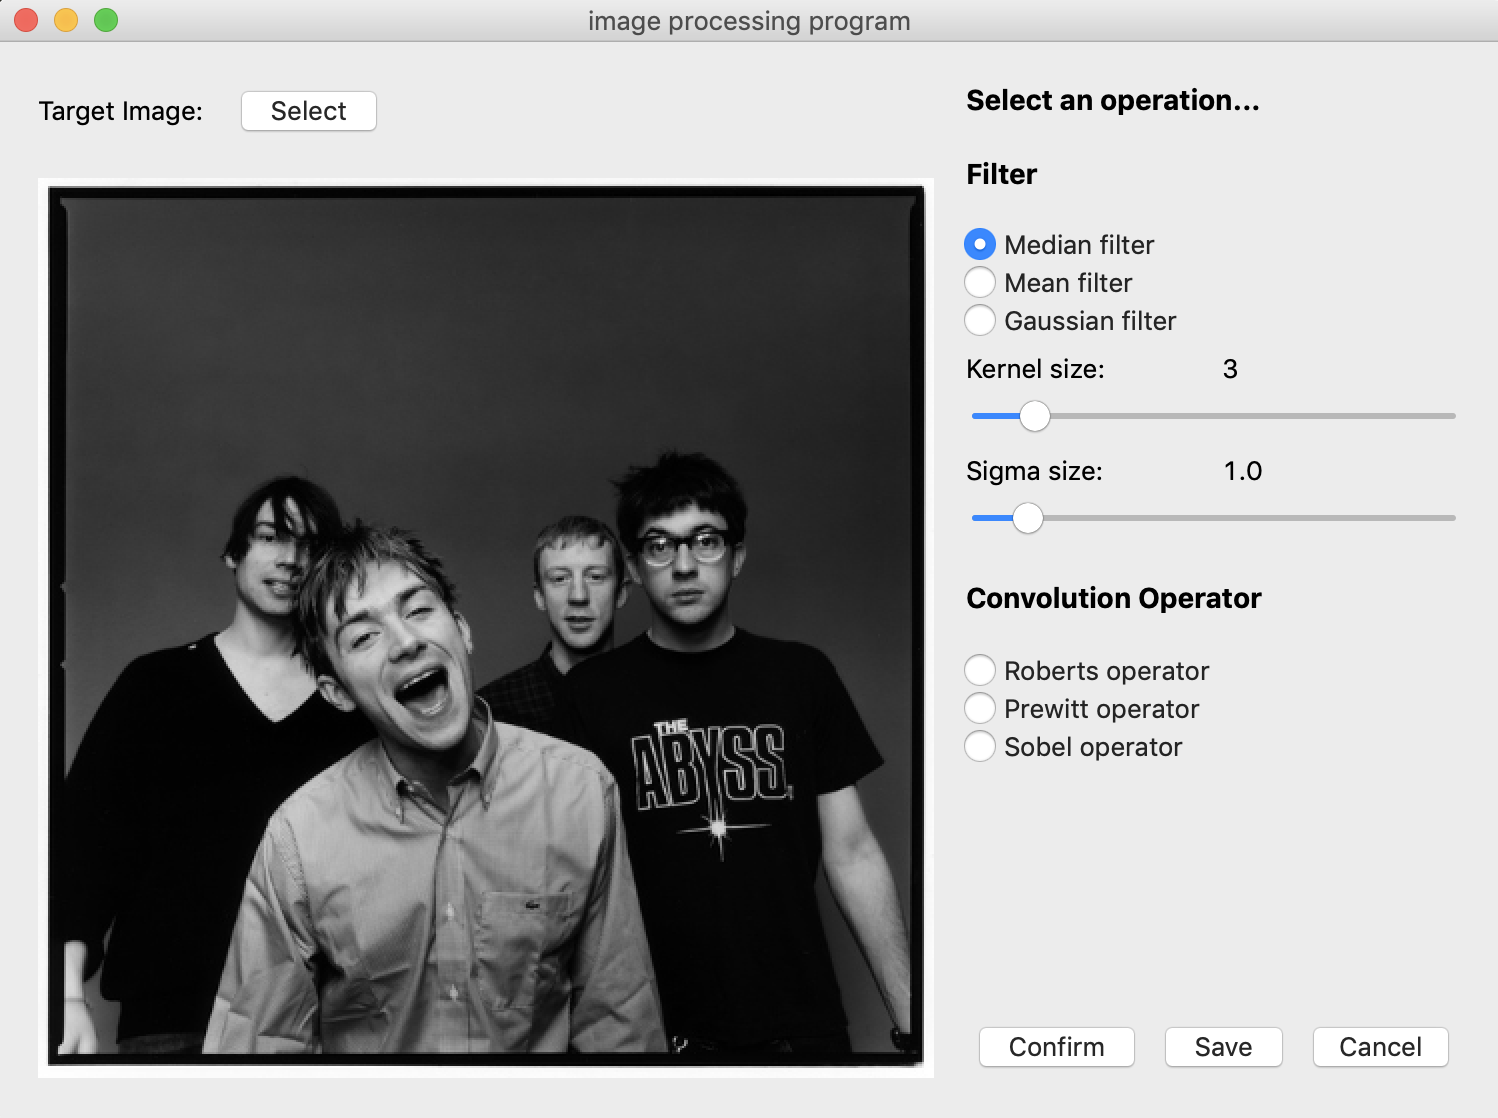 image processing program
Target Image:
Select
THE
ABYSS
Select an operation...
Filter
Median filter
Mean filter
Gaussian filter
Kernel size: 3
Sigma size: 1.0
Convolution Operator
Roberts operator
Prewitt operator
Sobel operator
Confirm
Save
Cancel